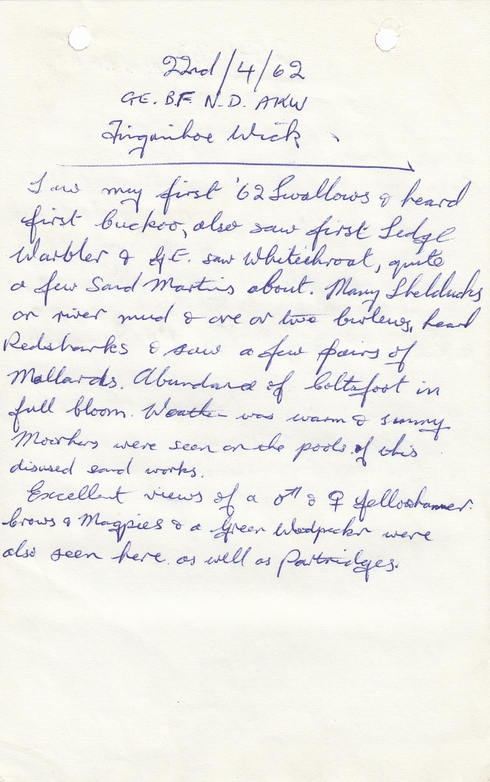 22nd/4/62
GE. B.F. N.D. AKW
Fingrinhoe Wick
Saw my first '62 Swallows & heard
first Cuckoo, also saw first Sedge
Warbler & G.E. saw Whitethroat, quite
a few Sand Martins about. Many Shelducks
on river mud & one or two Curlews, heard
Redshanks & saw a few pairs of
Mallards. Abundance of Coltsfoot in
full bloom. Weather was warm & sunny
Moorhens were seen on the pools of this
disused sand works.
Excellent views of a ♂ & ♀ Yellowhammer.
Crows & Magpies & a Green Woodpecker were
also seen here. as well as Partridges.